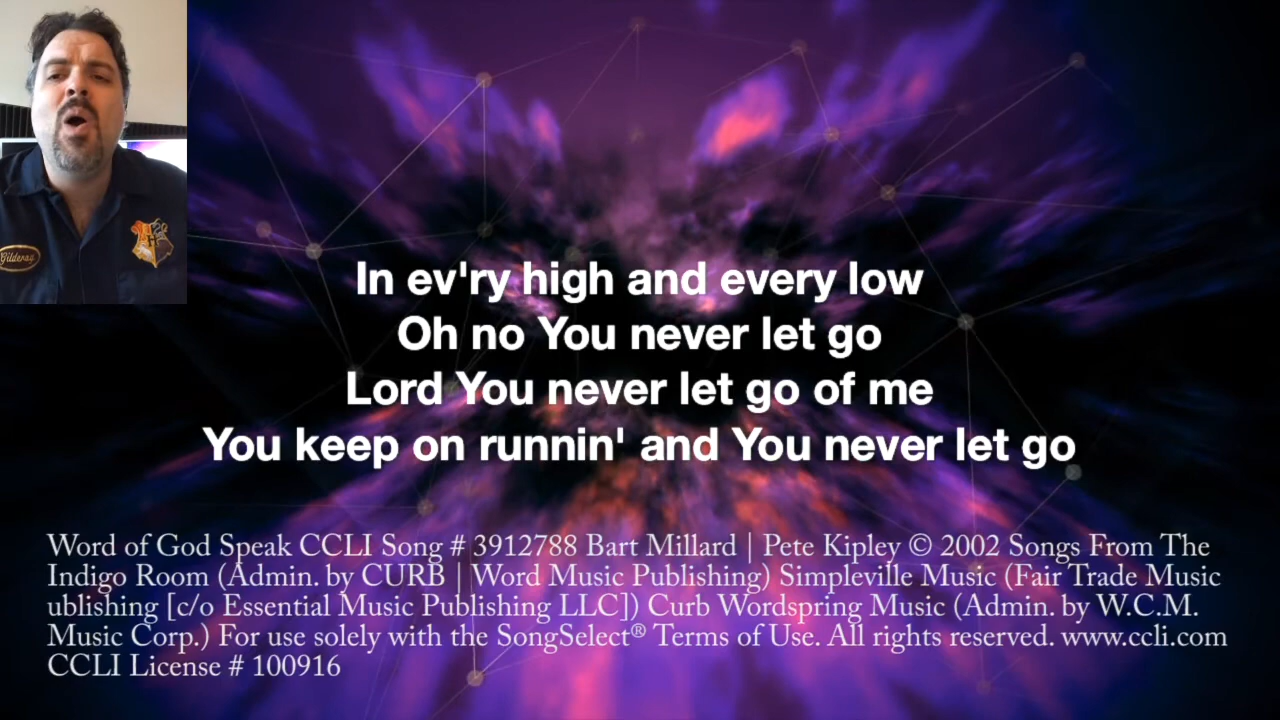 Gilderoy
In ev'ry high and every low
Oh no You never let go
Lord You never let go of me
You keep on runnin' and You never let go
Word of God Speak CCLI Song # 3912788 Bart Millard | Pete Kipley © 2002 Songs From The
Indigo Room (Admin. by CURB | Word Music Publishing) Simpleville Music (Fair Trade Music
ublishing [c/o Essential Music Publishing LLC]) Curb Wordspring Music (Admin. by W.C.M.
Music Corp.) For use solely with the SongSelect® Terms of Use. All rights reserved. www.ccli.com
CCLI License # 100916